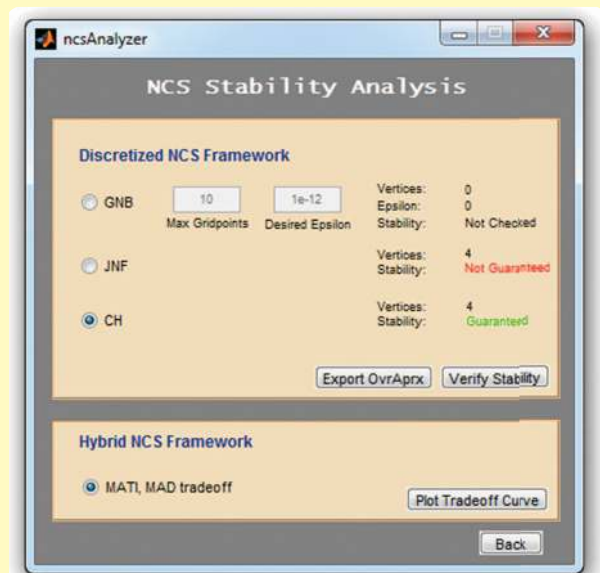 ncsAnalyzer
NCS Stability Analysis
Discretized NCS Framework
GNB
10
1e-12
Max Gridpoints
Desired Epsilon
Vertices: 0
Epsilon: 0
Stability: Not Checked
JNF
Vertices: 4
Stability: Not Guaranteed
CH
Vertices: 4
Stability: Guaranteed
Export OvrAprx
Verify Stability
Hybrid NCS Framework
MATI, MAD tradeoff
Plot Tradeoff Curve
Back